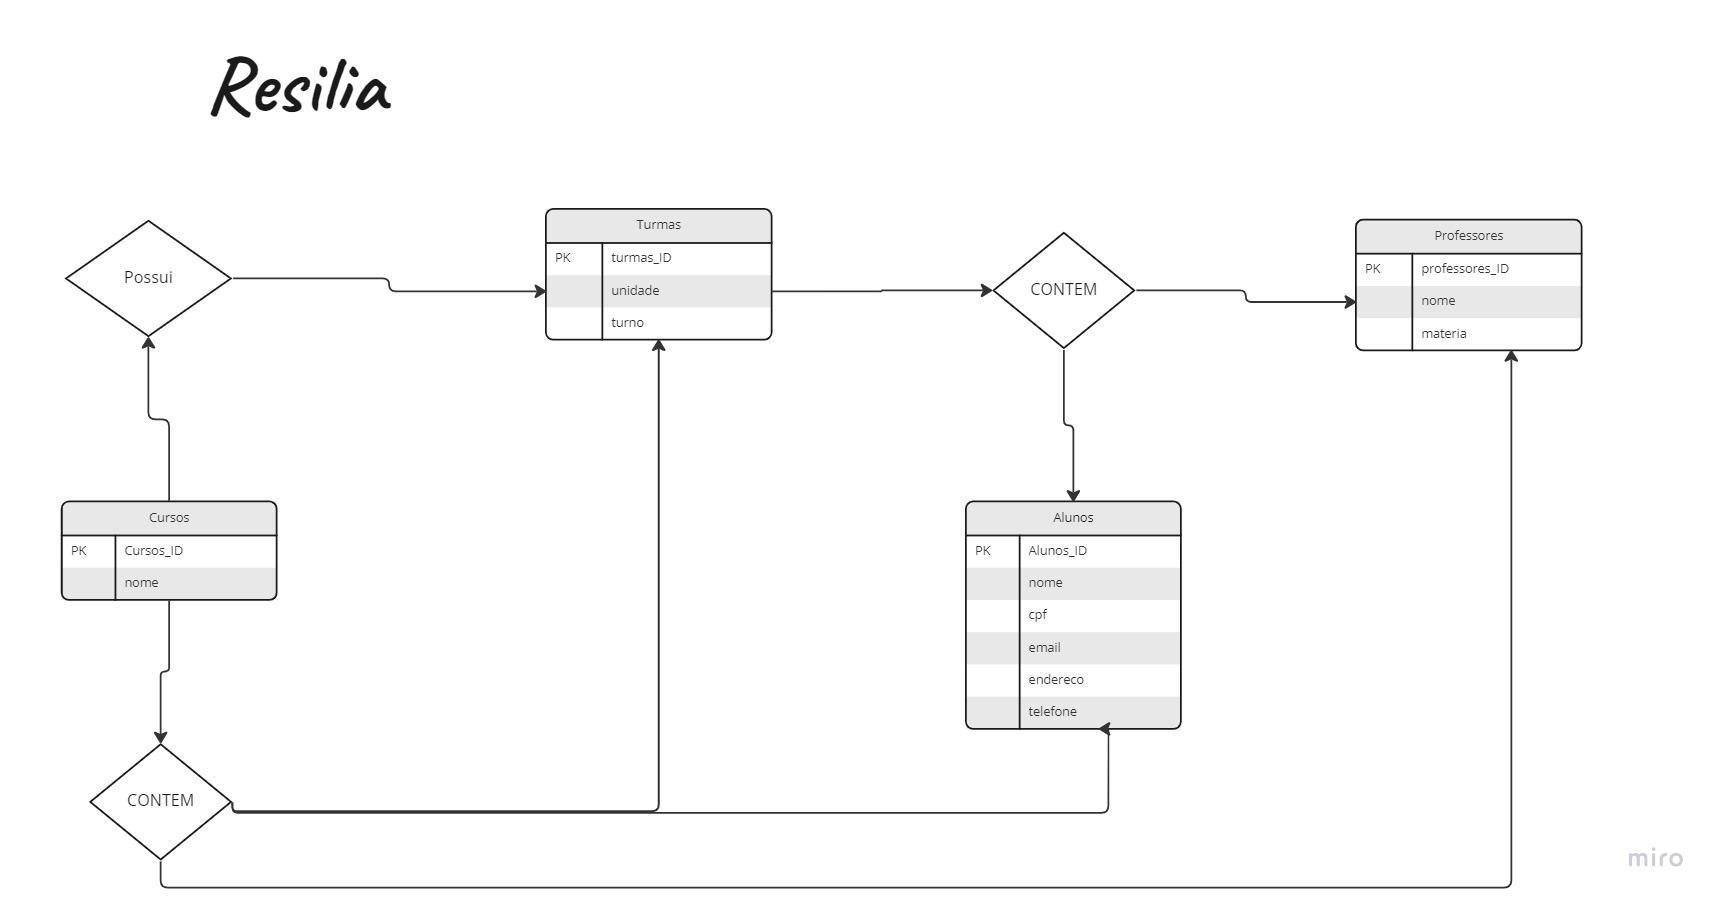 Resilia
Possui
Turmas
PK turmas_ID
unidade
turno
CONTEM
Professores
PK professores_ID
nome
materia
Cursos
PK Cursos_ID
nome
Alunos
PK Alunos_ID
nome
cpf
email
endereco
telefone
CONTEM
miro